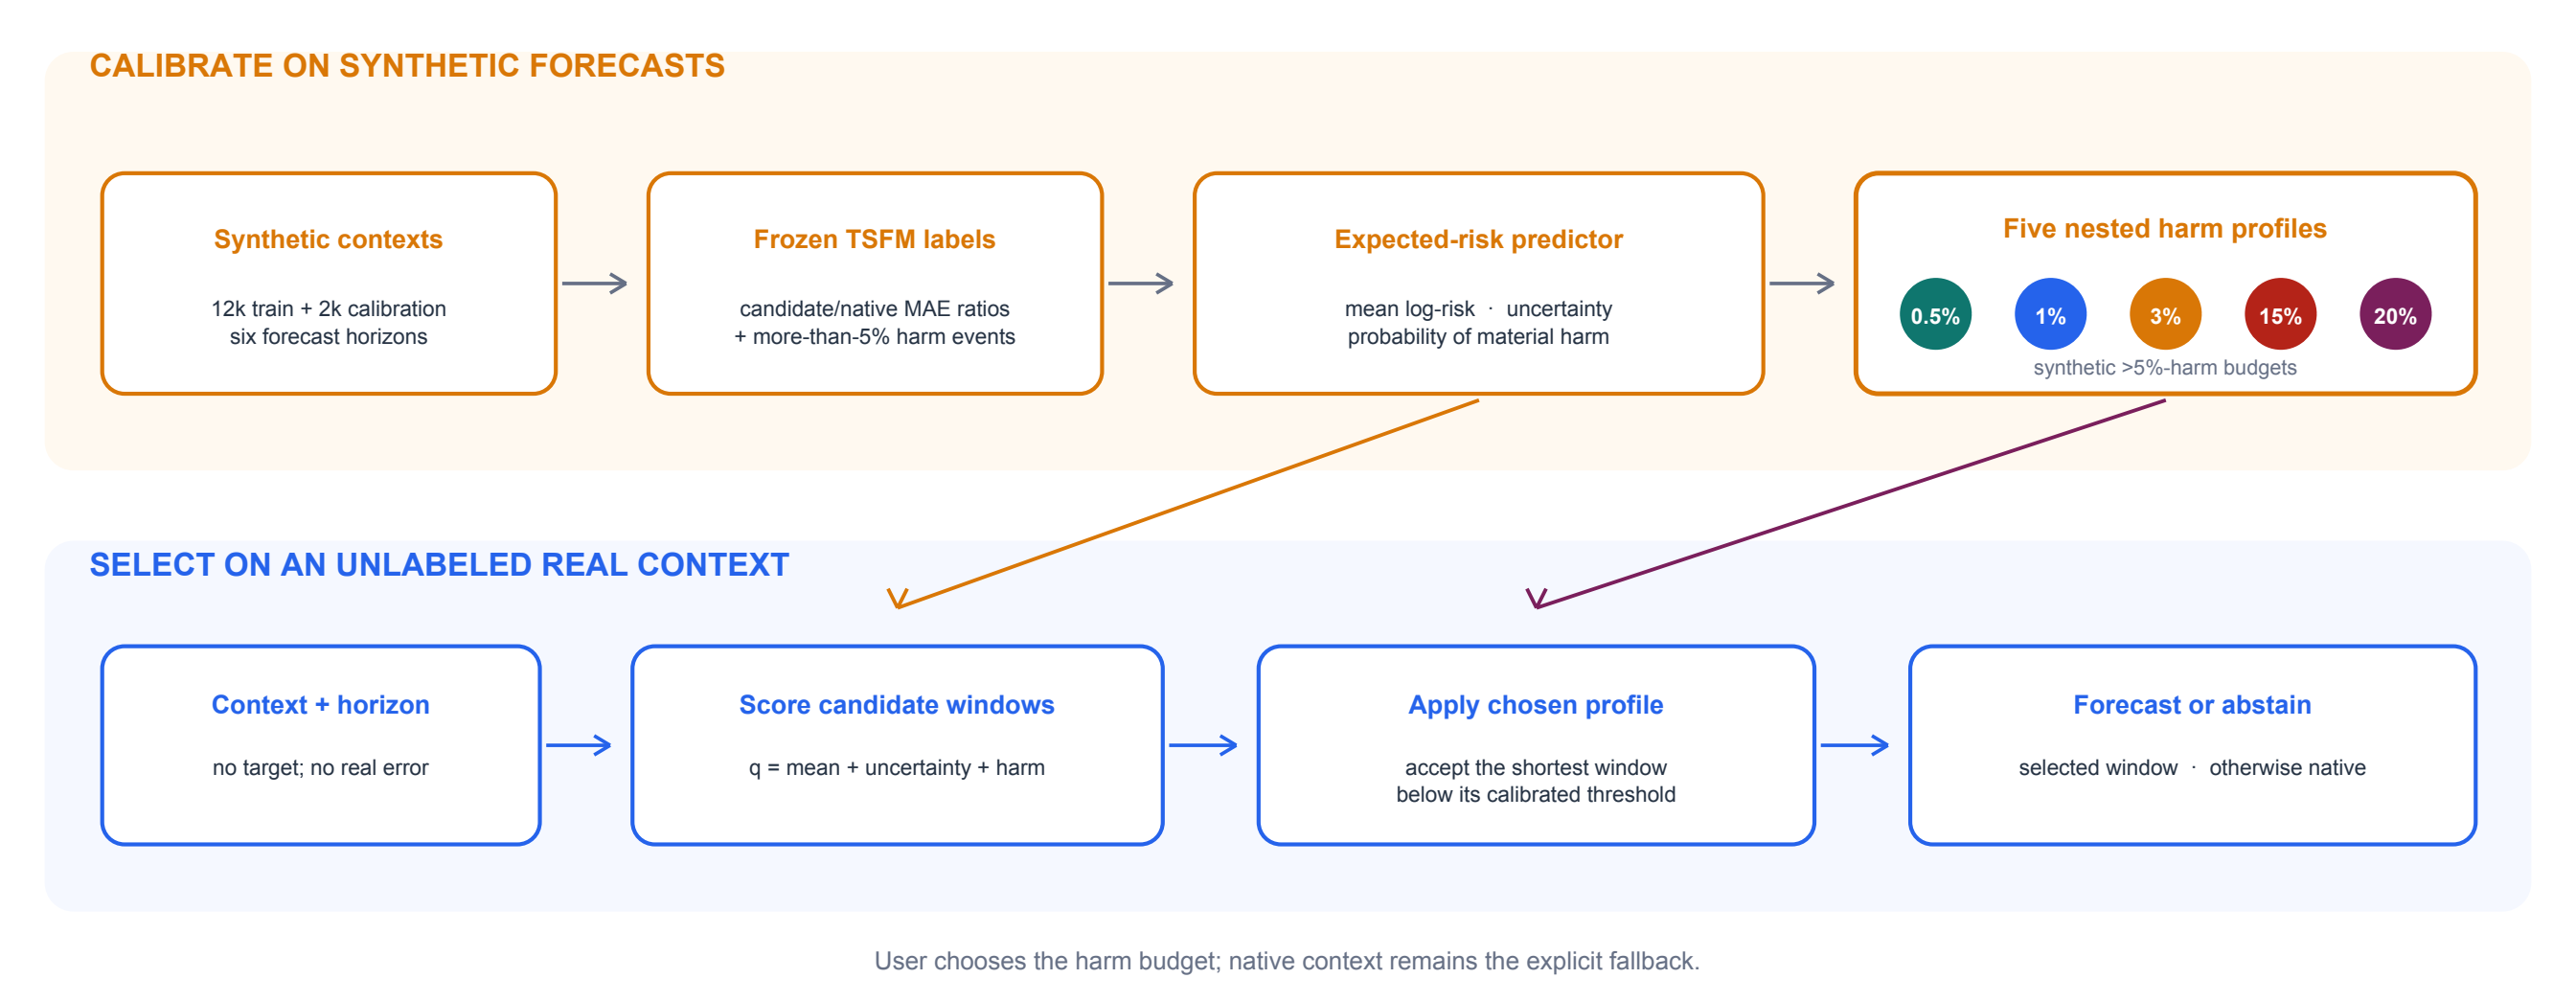 CALIBRATE ON SYNTHETIC FORECASTS
Synthetic contexts
12k train + 2k calibration
six forecast horizons
Frozen TSFM labels
candidate/native MAE ratios
+ more-than-5% harm events
Expected-risk predictor
mean log-risk · uncertainty
probability of material harm
Five nested harm profiles
0.5% 1% 3% 15% 20%
synthetic >5%-harm budgets
SELECT ON AN UNLABELED REAL CONTEXT
Context + horizon
no target; no real error
Score candidate windows
q = mean + uncertainty + harm
Apply chosen profile
accept the shortest window
below its calibrated threshold
Forecast or abstain
selected window · otherwise native
User chooses the harm budget; native context remains the explicit fallback.